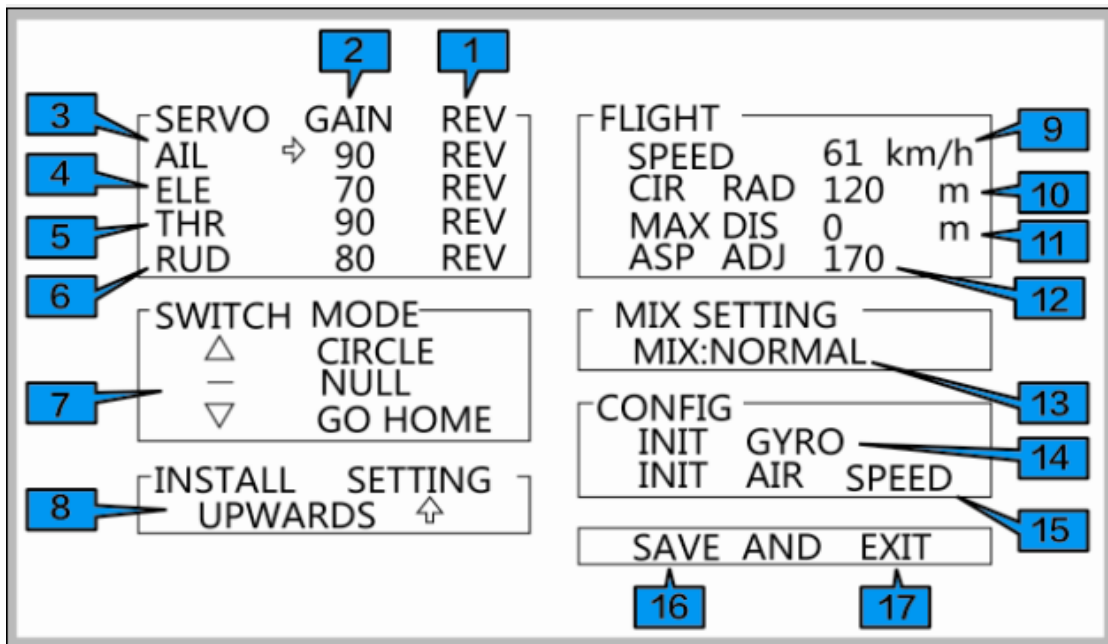 2
1
3
4
5
6
SERVO GAIN REV
AIL ⇨ 90 REV
ELE 70 REV
THR 90 REV
RUD 80 REV
7
SWITCH MODE
△ CIRCLE
— NULL
▽ GO HOME
8
INSTALL SETTING
UPWARDS ⇧
FLIGHT
SPEED 61 km/h
CIR RAD 120 m
MAX DIS 0 m
ASP ADJ 170
9
10
11
12
MIX SETTING
MIX:NORMAL
13
CONFIG
INIT GYRO
INIT AIR SPEED
14
15
SAVE AND EXIT
16
17